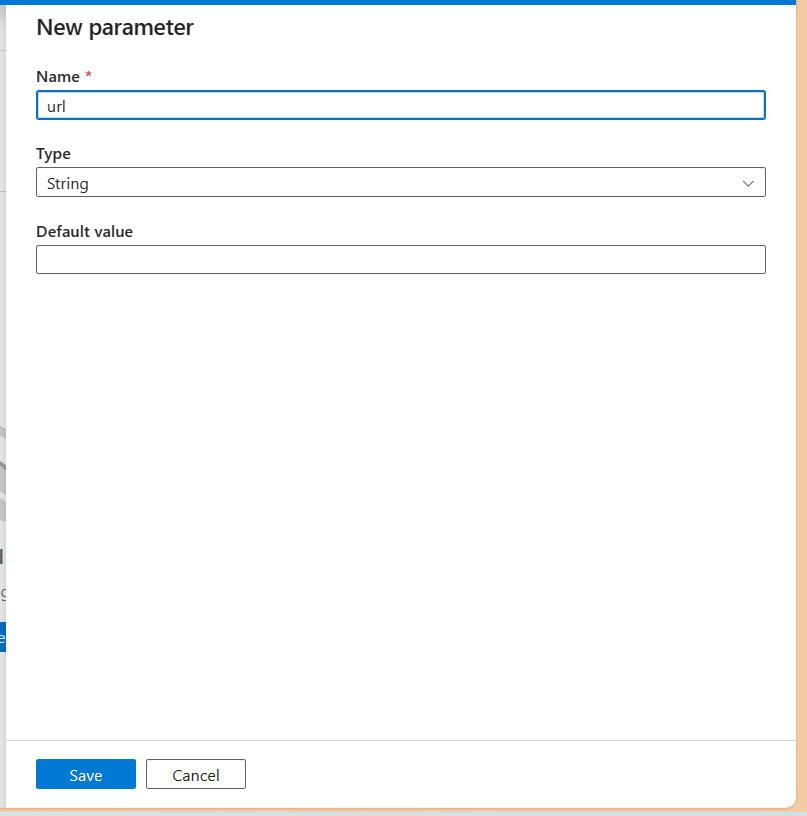 New parameter
Name *
url
Type
String
Default value
Save
Cancel